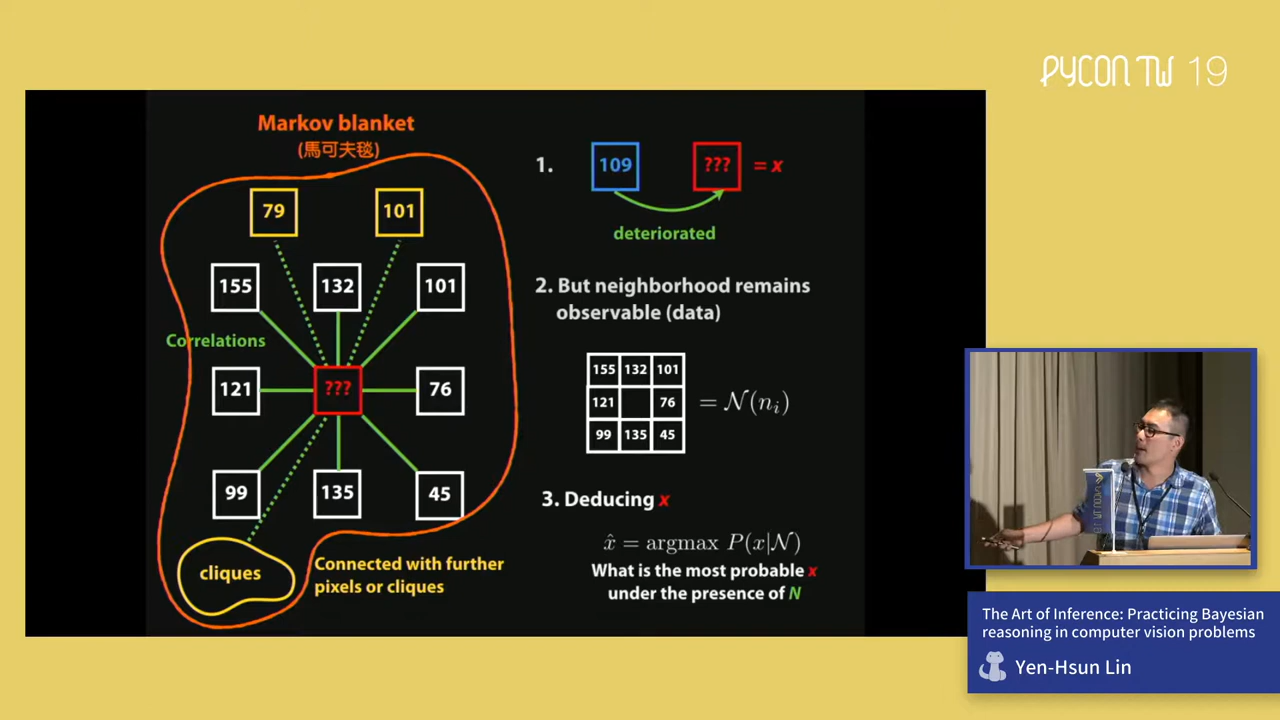 PYCON TW 19
Markov blanket
(馬可夫毯)
79
101
155
132
101
Correlations
121
???
76
99
135
45
cliques
Connected with further
pixels or cliques
1.
109
???
= x
deteriorated
2. But neighborhood remains
observable (data)
155 132 101
121 76
99 135 45
= N(nᵢ)
3. Deducing x
x̂ = argmax P(x|N)
What is the most probable x
under the presence of N
The Art of Inference: Practicing Bayesian
reasoning in computer vision problems
Yen-Hsun Lin